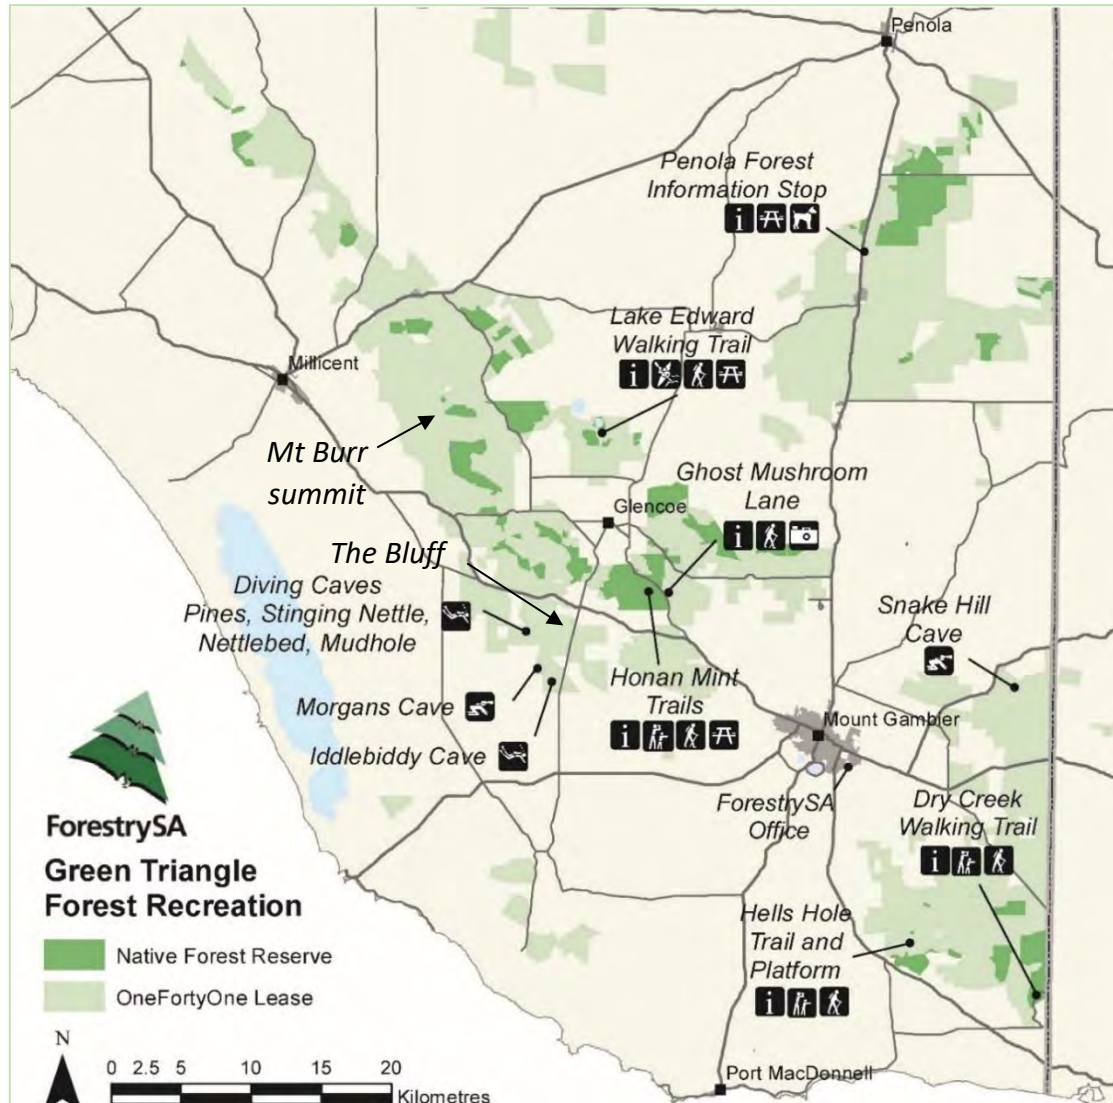 Penola
Penola Forest
Information Stop
Lake Edward
Walking Trail
Millicent
Mt Burr
summit
Ghost Mushroom
Lane
Glencoe
The Bluff
Diving Caves
Pines, Stinging Nettle,
Nettlebed, Mudhole
Snake Hill
Cave
Morgans Cave
Honan Mint
Trails
Iddlebiddy Cave
Mount Gambier
ForestrySA
Office
Dry Creek
Walking Trail
ForestrySA
Green Triangle
Forest Recreation
Native Forest Reserve
OneFortyOne Lease
Hells Hole
Trail and
Platform
N
0 2.5 5 10 15 20
Kilometres
Port MacDonnell